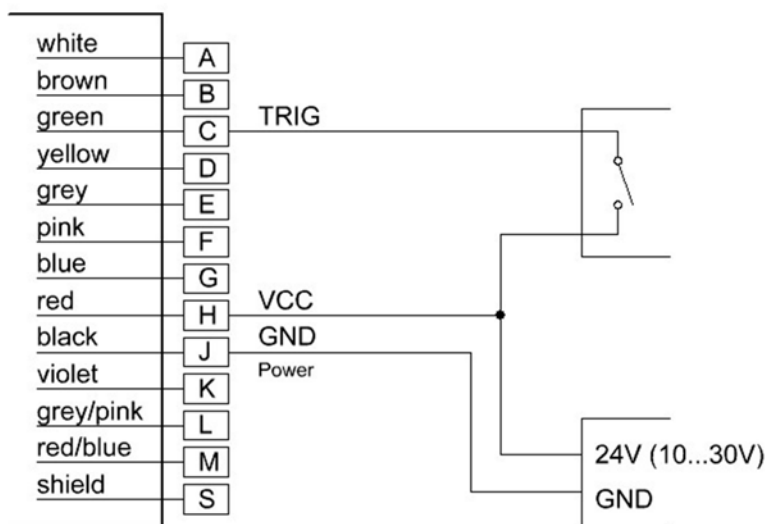 white A
brown B
green C TRIG
yellow D
grey E
pink F
blue G
red H VCC
black J GND
Power
violet K
grey/pink L
red/blue M
24V (10...30V)
shield S
GND